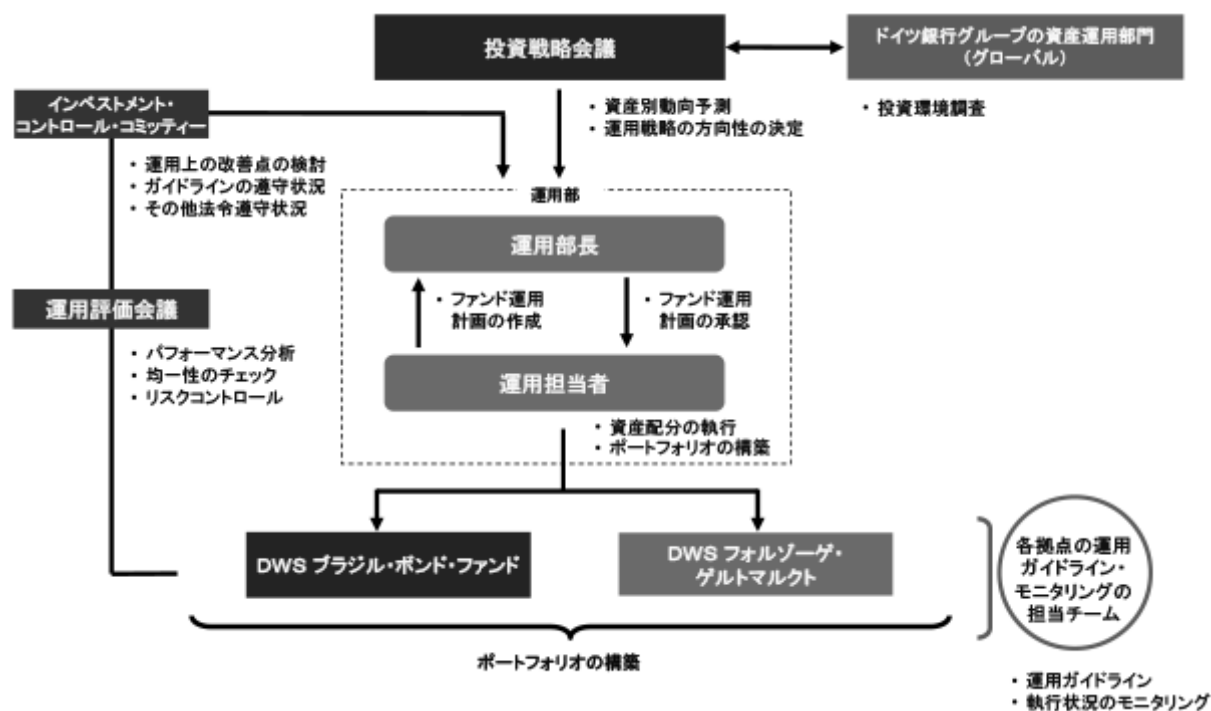 投資戦略会議
ドイツ銀行グループの資産運用部門
(グローバル)
・ 資産別動向予測
・ 運用戦略の方向性の決定
・ 投資環境調査
インベストメント・
コントロール・コミッティー
・ 運用上の改善点の検討
・ ガイドラインの遵守状況
・ その他法令遵守状況
運用部
運用部長
・ ファンド運用
計画の作成
・ ファンド運用
計画の承認
運用評価会議
・ パフォーマンス分析
・ 均一性のチェック
・ リスクコントロール
運用担当者
・ 資産配分の執行
・ ポートフォリオの構築
DWS ブラジル・ボンド・ファンド
DWS フォルゾーゲ・
ゲルトマルクト
各拠点の運用
ガイドライン・
モニタリングの
担当チーム
ポートフォリオの構築
・ 運用ガイドライン
・ 執行状況のモニタリング